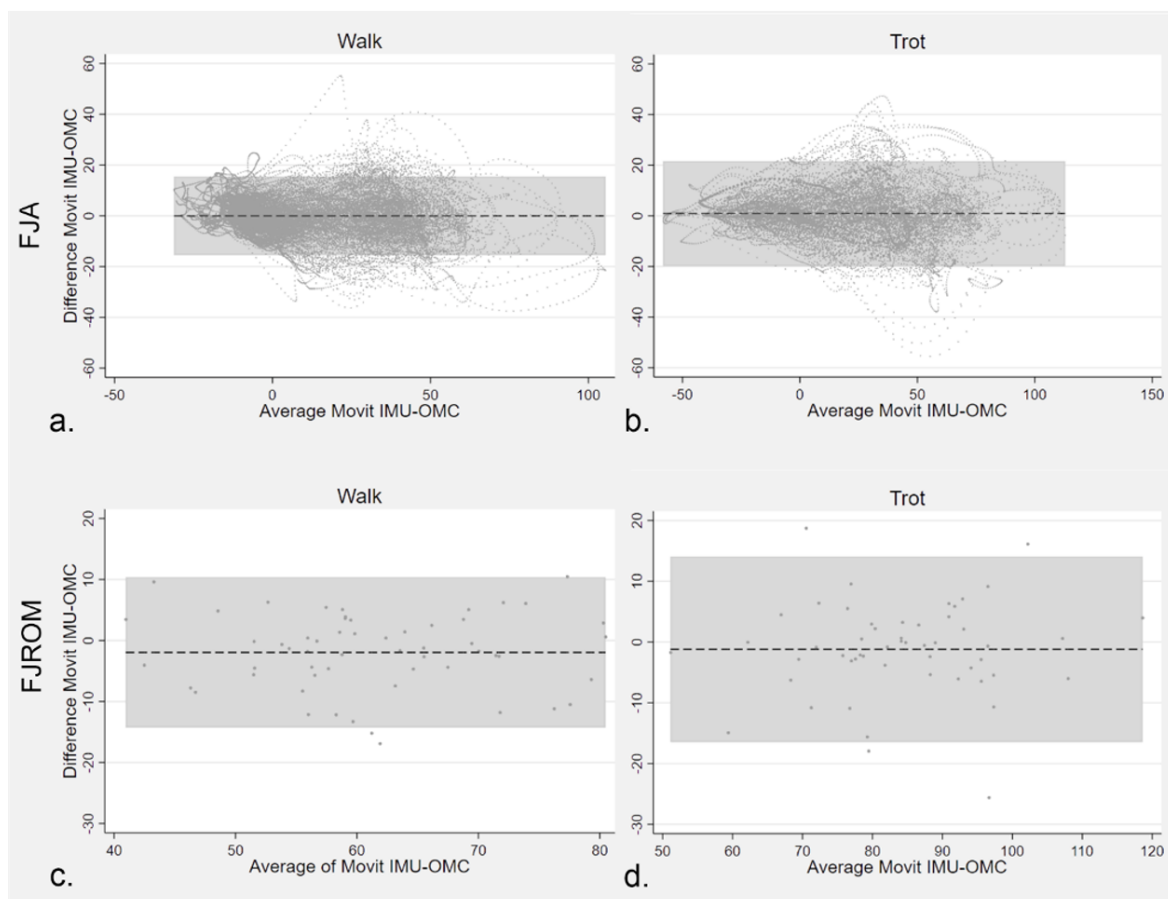 Walk
Trot
FJA
Difference Movit IMU-OMC
60
40
20
0
-20
-40
-60
60
40
20
0
-20
-40
-60
-50 0 50 100
-50 0 50 100 150
Average Movit IMU-OMC
Average Movit IMU-OMC
a.
b.
Walk
Trot
FJROM
Difference Movit IMU-OMC
20
10
0
-10
-20
-30
20
10
0
-10
-20
-30
40 50 60 70 80
50 60 70 80 90 100 110 120
Average of Movit IMU-OMC
Average Movit IMU-OMC
c.
d.